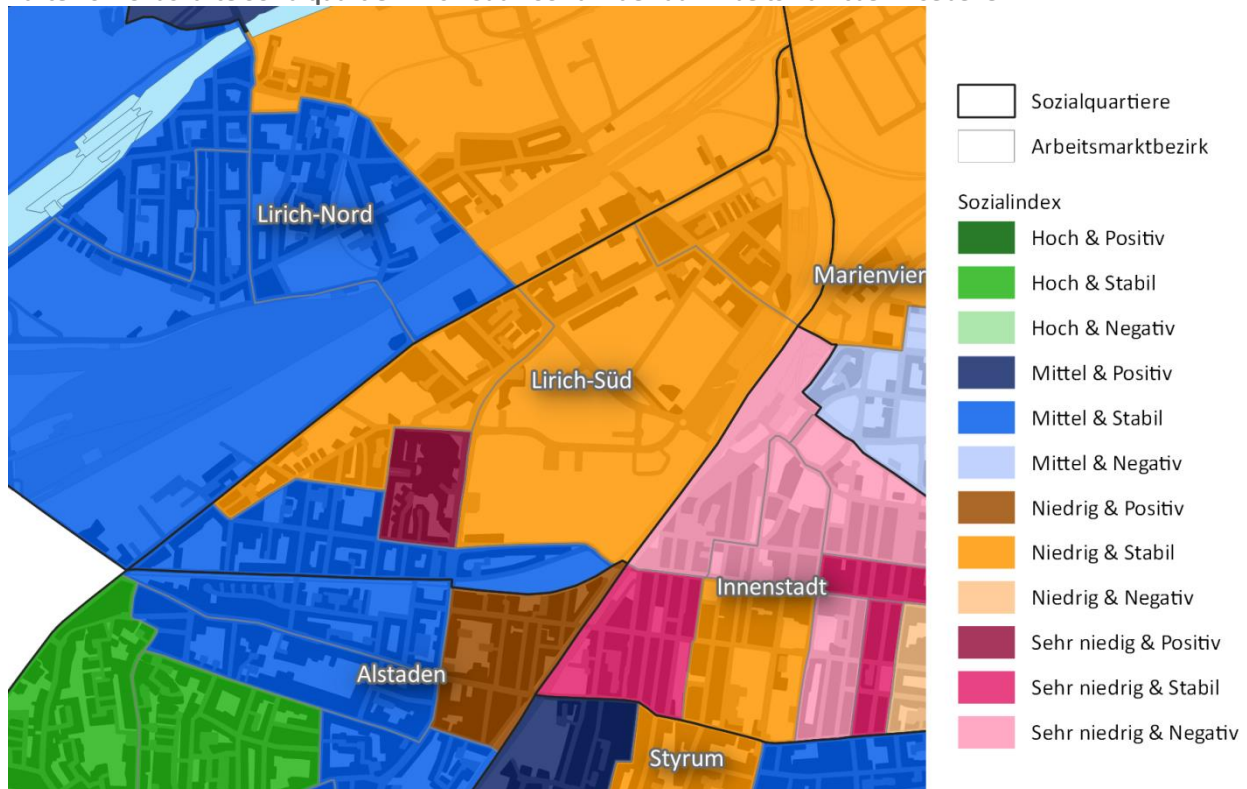 Lirich-Nord
Marienvier
Lirich-Süd
Innenstadt
Alstaden
Styrum
Sozialquartiere
Arbeitsmarktbezirk
Sozialindex
Hoch & Positiv
Hoch & Stabil
Hoch & Negativ
Mittel & Positiv
Mittel & Stabil
Mittel & Negativ
Niedrig & Positiv
Niedrig & Stabil
Niedrig & Negativ
Sehr niedig & Positiv
Sehr niedrig & Stabil
Sehr niedrig & Negativ